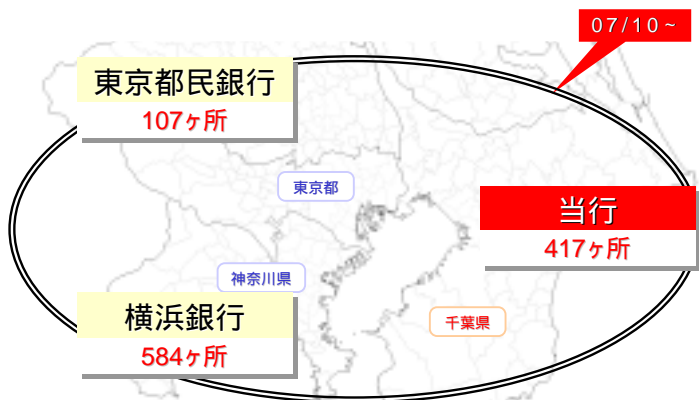 07/10~
東京都民銀行
107ヶ所
東京都
当行
417ヶ所
神奈川県
横浜銀行
584ヶ所
千葉県